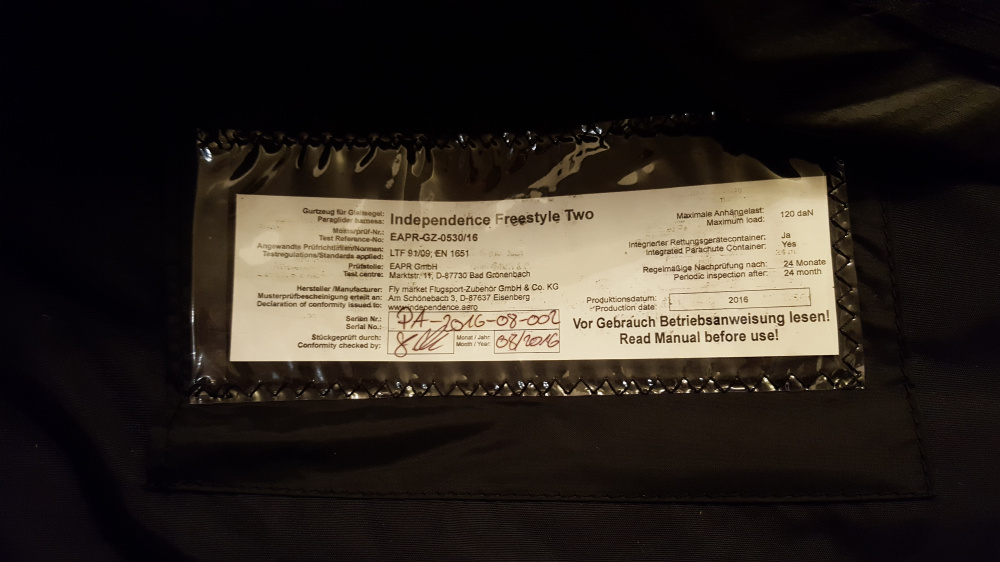 Gurtzeug für Gleitsegel:
Paraglider harness: Independence Freestyle Two
Musterprüf-Nr.:
Test Reference-No: EAPR-GZ-0530/16
Angewandte Prüfrichtlinien/Normen:
Testregulations/Standards applied: LTF 91/09; EN 1651
Prüfstelle: EAPR GmbH
Test centre: Marktstr. 11, D-87730 Bad Grönenbach
Hersteller /Manufacturer: Fly market Flugsport-Zubehör GmbH & Co. KG
Musterprüfbescheinigung erteilt an: Am Schönebach 3, D-87637 Eisenberg
Declaration of conformity issued to: www.independence.aero
Serien Nr.:
Serial No.: PA-2016-08-002
Stückgeprüft durch:
Conformity checked by:
Monat / Jahr:
Month / Year: 08/2016
Maximale Anhängelast:
Maximum load: 120 daN
Integrierter Rettungsgerätecontainer: Ja
Integrated Parachute Container: Yes
Regelmäßige Nachprüfung nach: 24 Monate
Periodic inspection after: 24 month
Produktionsdatum:
Production date: 2016
Vor Gebrauch Betriebsanweisung lesen!
Read Manual before use!